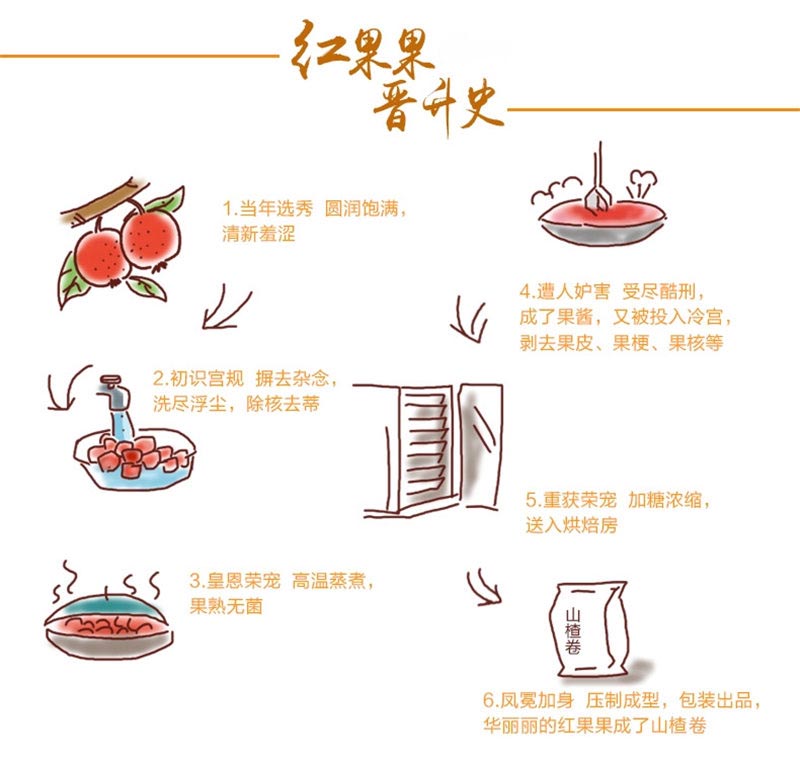 红果果
晋升史
1.当年选秀 圆润饱满，
清新羞涩
2.初识宫规 摒去杂念，
洗尽浮尘，除核去蒂
3.皇恩荣宠 高温蒸煮，
果熟无菌
4.遭人妒害 受尽酷刑，
成了果酱，又被投入冷宫，
剥去果皮、果梗、果核等
5.重获荣宠 加糖浓缩，
送入烘焙房
山楂卷
6.凤冕加身 压制成型，包装出品，
华丽丽的红果果成了山楂卷